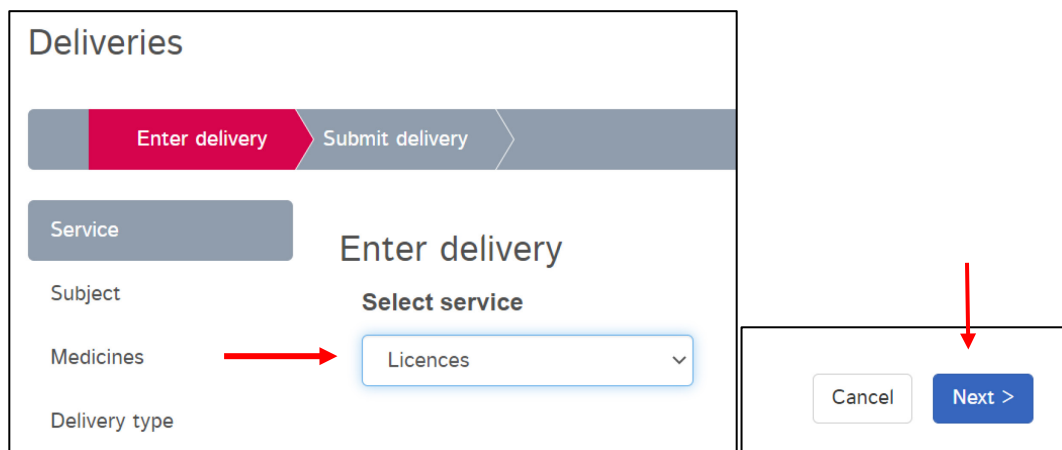 Deliveries
Enter delivery
Submit delivery
Service
Subject
Medicines
Delivery type
Enter delivery
Select service
Licences
Cancel
Next >